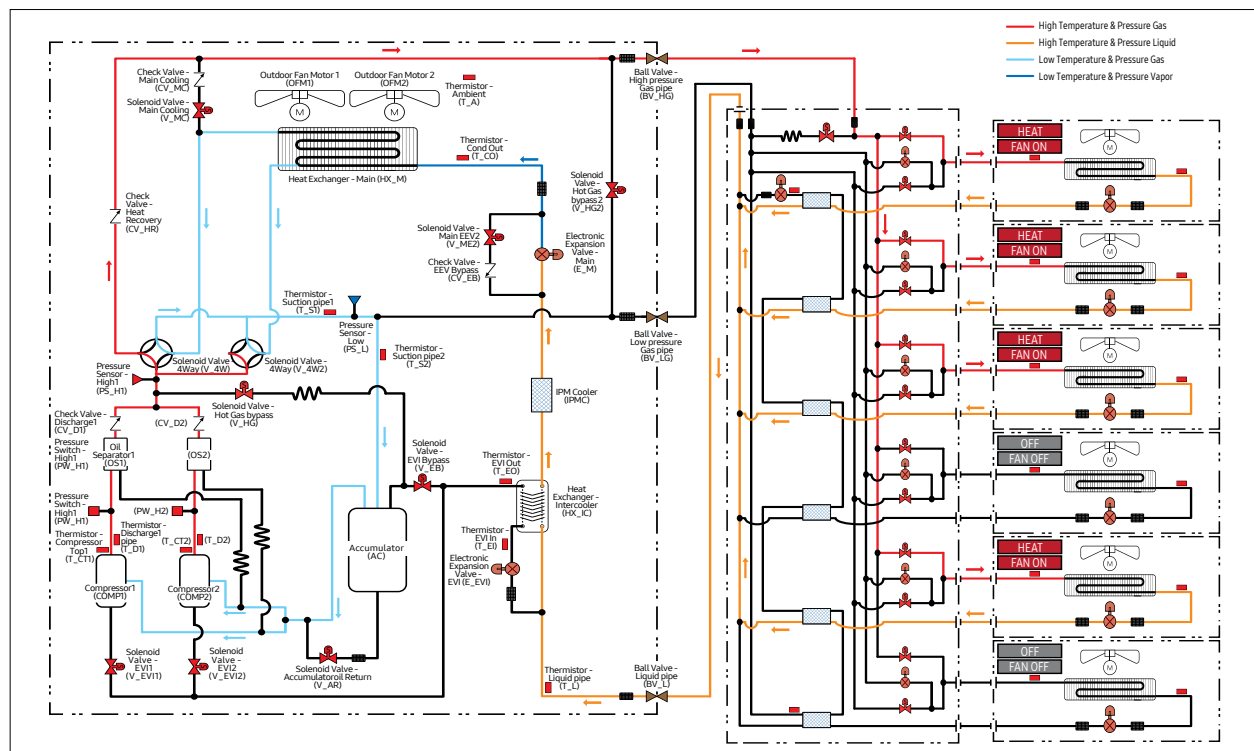 High Temperature & Pressure Gas
High Temperature & Pressure Liquid
Low Temperature & Pressure Gas
Low Temperature & Pressure Vapor
Check Valve -
Main Cooling
(CV_MC)
Solenoid Valve -
Main Cooling
(V_MC)
Outdoor Fan Motor 1
(OFM1)
Outdoor Fan Motor 2
(OFM2)
M
M
Thermistor -
Ambient
(T_A)
Thermistor -
Cond Out
(T_CO)
Heat Exchanger - Main (HX_M)
Ball Valve -
High pressure
Gas pipe
(BV_HG)
Check
Valve -
Heat
Recovery
(CV_HR)
Solenoid
Valve -
Hot Gas
bypass 2
(V_HG2)
Solenoid Valve -
Main EEV2
(V_ME2)
Check Valve -
EEV Bypass
(CV_EB)
Electronic
Expansion
Valve -
Main
(E_M)
Thermistor -
Suction pipe1
(T_S1)
Pressure
Sensor -
Low
(PS_L)
Thermistor -
Suction pipe2
(T_S2)
Ball Valve -
Low pressure
Gas pipe
(BV_LG)
Solenoid Valve -
4Way (V_4W)
Solenoid Valve -
4Way (V_4W2)
Pressure
Sensor -
High1
(PS_H1)
Solenoid Valve -
Hot Gas bypass
(V_HG)
IPM Cooler
(IPMC)
Check Valve -
Discharge1
(CV_D1)
(CV_D2)
Pressure
Switch -
High1
(PW_H1)
Oil
Separator1
(OS1)
(OS2)
Solenoid
Valve -
EVI Bypass
(V_EB)
Thermistor -
EVI Out
(T_EO)
Heat
Exchanger -
Intercooler
(HX_IC)
Pressure
Switch -
High1
(PW_H1)
(PW_H2)
Thermistor -
Discharge1
pipe
(T_D1)
Thermistor -
Compressor
Top1
(T_CT1)
(T_CT2)
(T_D2)
Accumulator
(AC)
Thermistor -
EVI In
(T_EI)
Electronic
Expansion
Valve -
EVI (E_EVI)
Compressor1
(COMP1)
Compressor2
(COMP2)
Solenoid
Valve -
EVI1
(V_EVI1)
Solenoid
Valve -
EVI2
(V_EVI2)
Solenoid Valve -
Accumulatoroil Return
(V_AR)
Thermistor -
Liquid pipe
(T_L)
Ball Valve -
Liquid pipe
(BV_L)
HEAT
FAN ON
M
HEAT
FAN ON
M
HEAT
FAN ON
M
OFF
FAN OFF
M
HEAT
FAN ON
M
OFF
FAN OFF
M